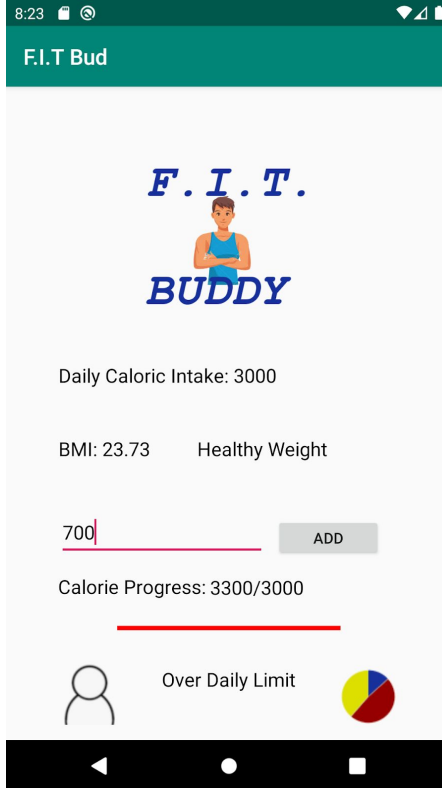 8:23
F.I.T Bud
F.I.T.
BUDDY
Daily Caloric Intake: 3000
BMI: 23.73 Healthy Weight
700 ADD
Calorie Progress: 3300/3000
Over Daily Limit